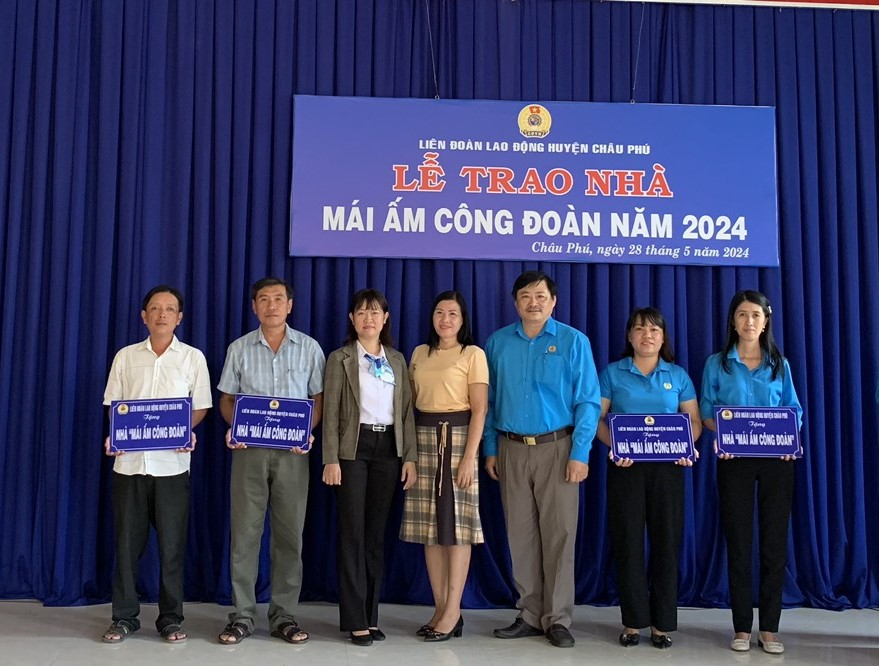 LIÊN ĐOÀN LAO ĐỘNG HUYỆN CHÂU PHÚ
LỄ TRAO NHÀ
MÁI ẤM CÔNG ĐOÀN NĂM 2024
Châu Phú, ngày 28 tháng 5 năm 2024
LIÊN ĐOÀN LAO ĐỘNG HUYỆN CHÂU PHÚ
Tặng
NHÀ "MÁI ẤM CÔNG ĐOÀN"
LIÊN ĐOÀN LAO ĐỘNG HUYỆN CHÂU PHÚ
Tặng
NHÀ "MÁI ẤM CÔNG ĐOÀN"
LIÊN ĐOÀN LAO ĐỘNG HUYỆN CHÂU PHÚ
Tặng
NHÀ "MÁI ẤM CÔNG ĐOÀN"
LIÊN ĐOÀN LAO ĐỘNG HUYỆN CHÂU PHÚ
Tặng
NHÀ "MÁI ẤM CÔNG ĐOÀN"